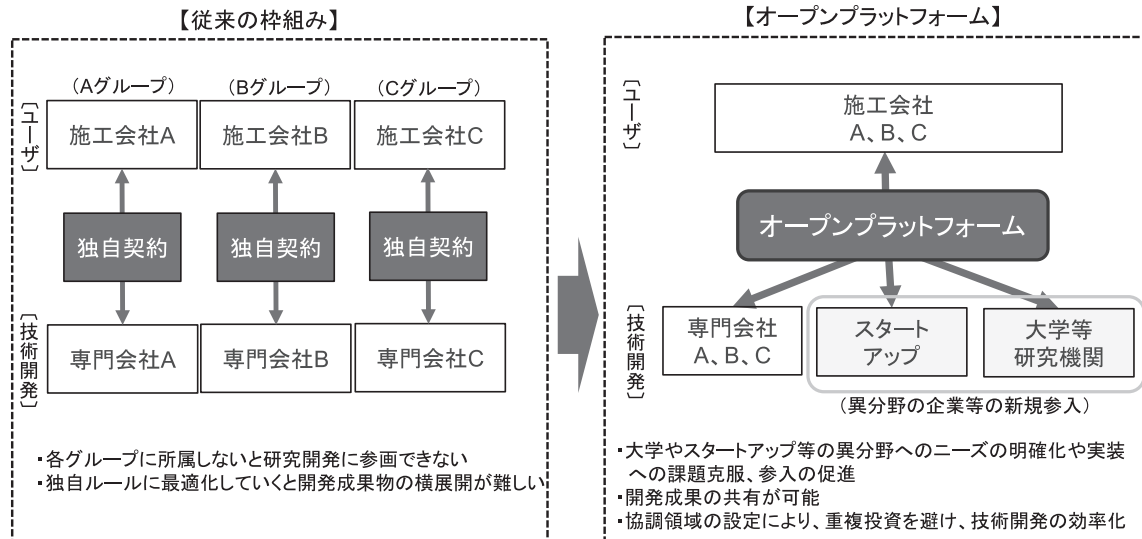 【従来の枠組み】
(Aグループ)
(Bグループ)
(Cグループ)
〔ユーザ〕
施工会社A
施工会社B
施工会社C
独自契約
独自契約
独自契約
〔技術開発〕
専門会社A
専門会社B
専門会社C
・各グループに所属しないと研究開発に参画できない
・独自ルールに最適化していくと開発成果物の横展開が難しい
【オープンプラットフォーム】
〔ユーザ〕
施工会社
A、B、C
オープンプラットフォーム
〔技術開発〕
専門会社
A、B、C
スタート
アップ
大学等
研究機関
(異分野の企業等の新規参入)
・大学やスタートアップ等の異分野へのニーズの明確化や実装
への課題克服、参入の促進
・開発成果の共有が可能
・協調領域の設定により、重複投資を避け、技術開発の効率化